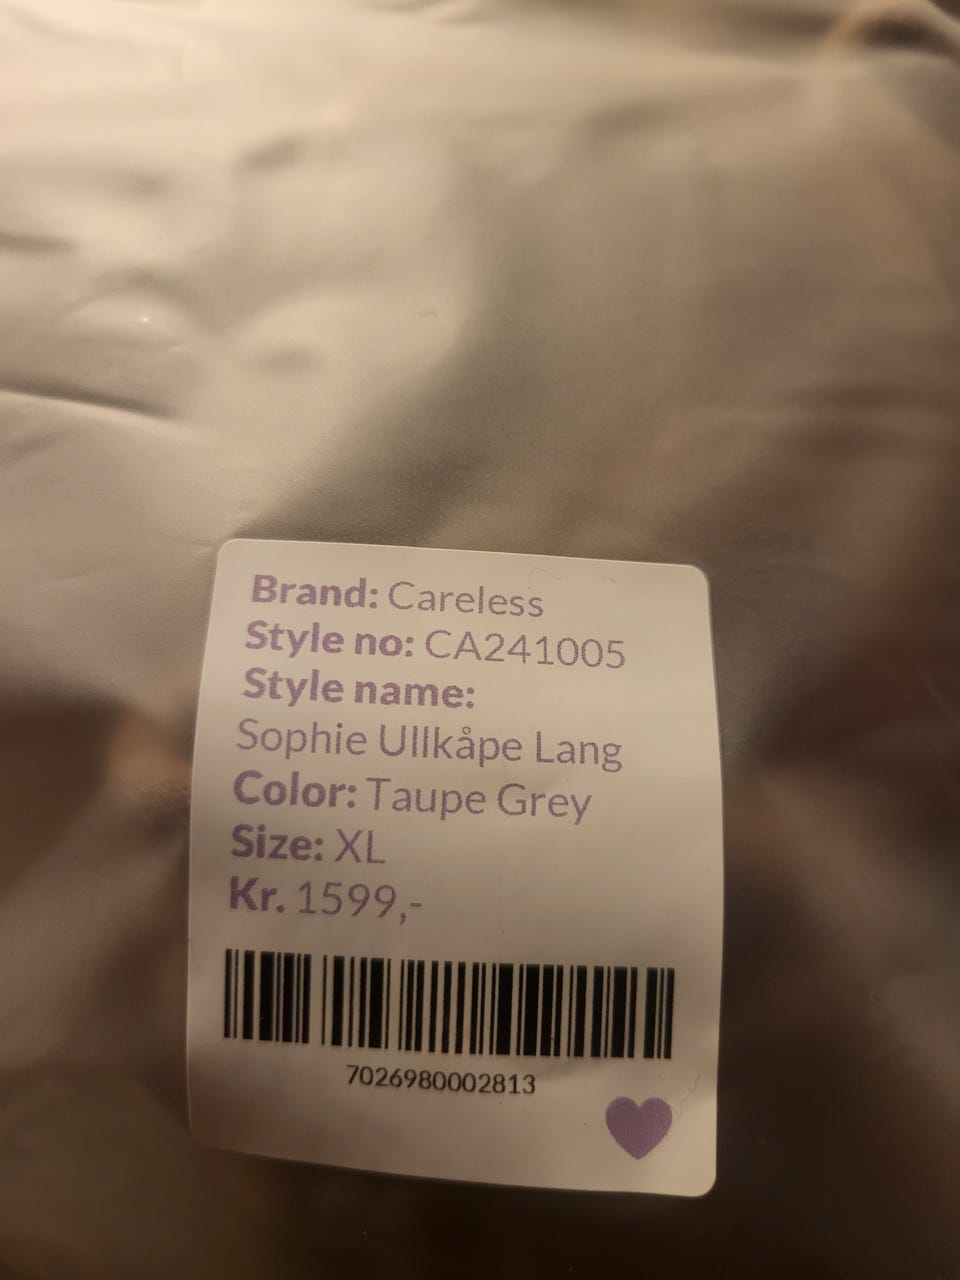 Brand: Careless
Style no: CA241005
Style name:
Sophie Ullkåpe Lang
Color: Taupe Grey
Size: XL
Kr. 1599,-
7026980002813